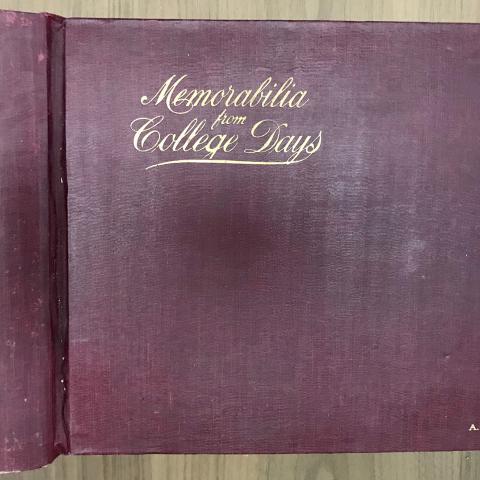 Memorabilia
from
College Days
A.